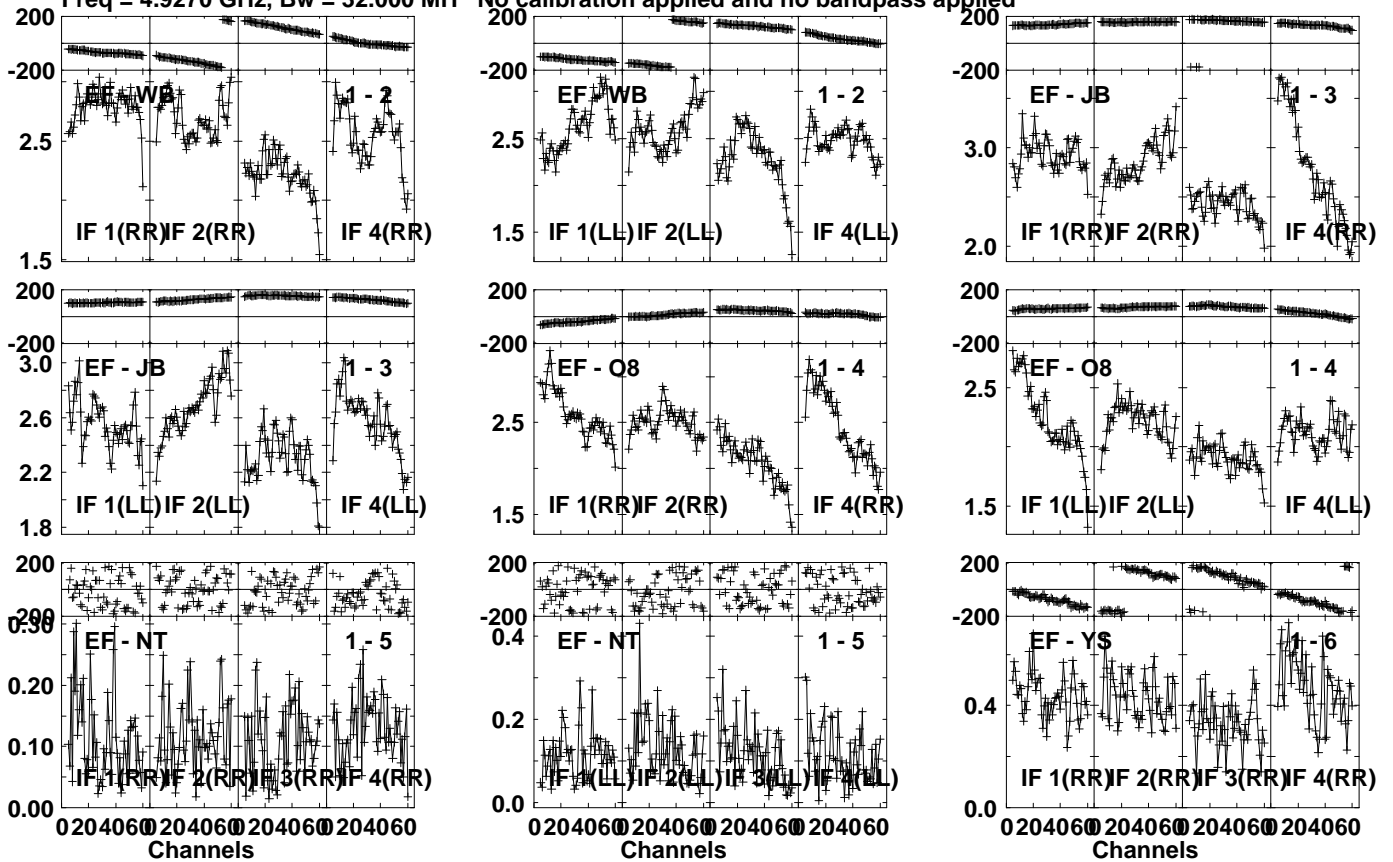 Freq = 4.9270 GHz, Bw = 32.000 MH No calibration applied and no bandpass applied
200
-200
EF - WB 1 - 2
2.5
IF 1(RR) IF 2(RR) IF 4(RR)
1.5
200
-200
EF - WB 1 - 2
2.5
1.5
IF 1(LL) IF 2(LL) IF 4(LL)
200
-200
EF - JB 1 - 3
3.0
IF 1(RR) IF 2(RR) IF 4(RR)
2.0
200
-200
3.0
EF - JB 1 - 3
2.6
2.2
IF 1(LL) IF 2(LL) IF 4(LL)
1.8
200
-200
EF - O8 1 - 4
2.5
IF 1(RR) IF 2(RR) IF 4(RR)
1.5
200
-200
EF - O8 1 - 4
2.5
IF 1(LL) IF 2(LL) IF 4(LL)
1.5
200
-200
0.30
EF - NT 1 - 5
0.20
0.10
IF 1(RR) IF 2(RR) IF 3(RR) IF 4(RR)
0.00
0 20 40 60 0 20 40 60 0 20 40 60 0 20 40 60
Channels
200
-200
EF - NT 1 - 5
0.4
0.2
IF 1(LL) IF 2(LL) IF 3(LL) IF 4(LL)
0.0
0 20 40 60 0 20 40 60 0 20 40 60 0 20 40 60
Channels
200
-200
EF - YS 1 - 6
0.4
IF 1(RR) IF 2(RR) IF 3(RR) IF 4(RR)
0.0
0 20 40 60 0 20 40 60 0 20 40 60 0 20 40 60
Channels